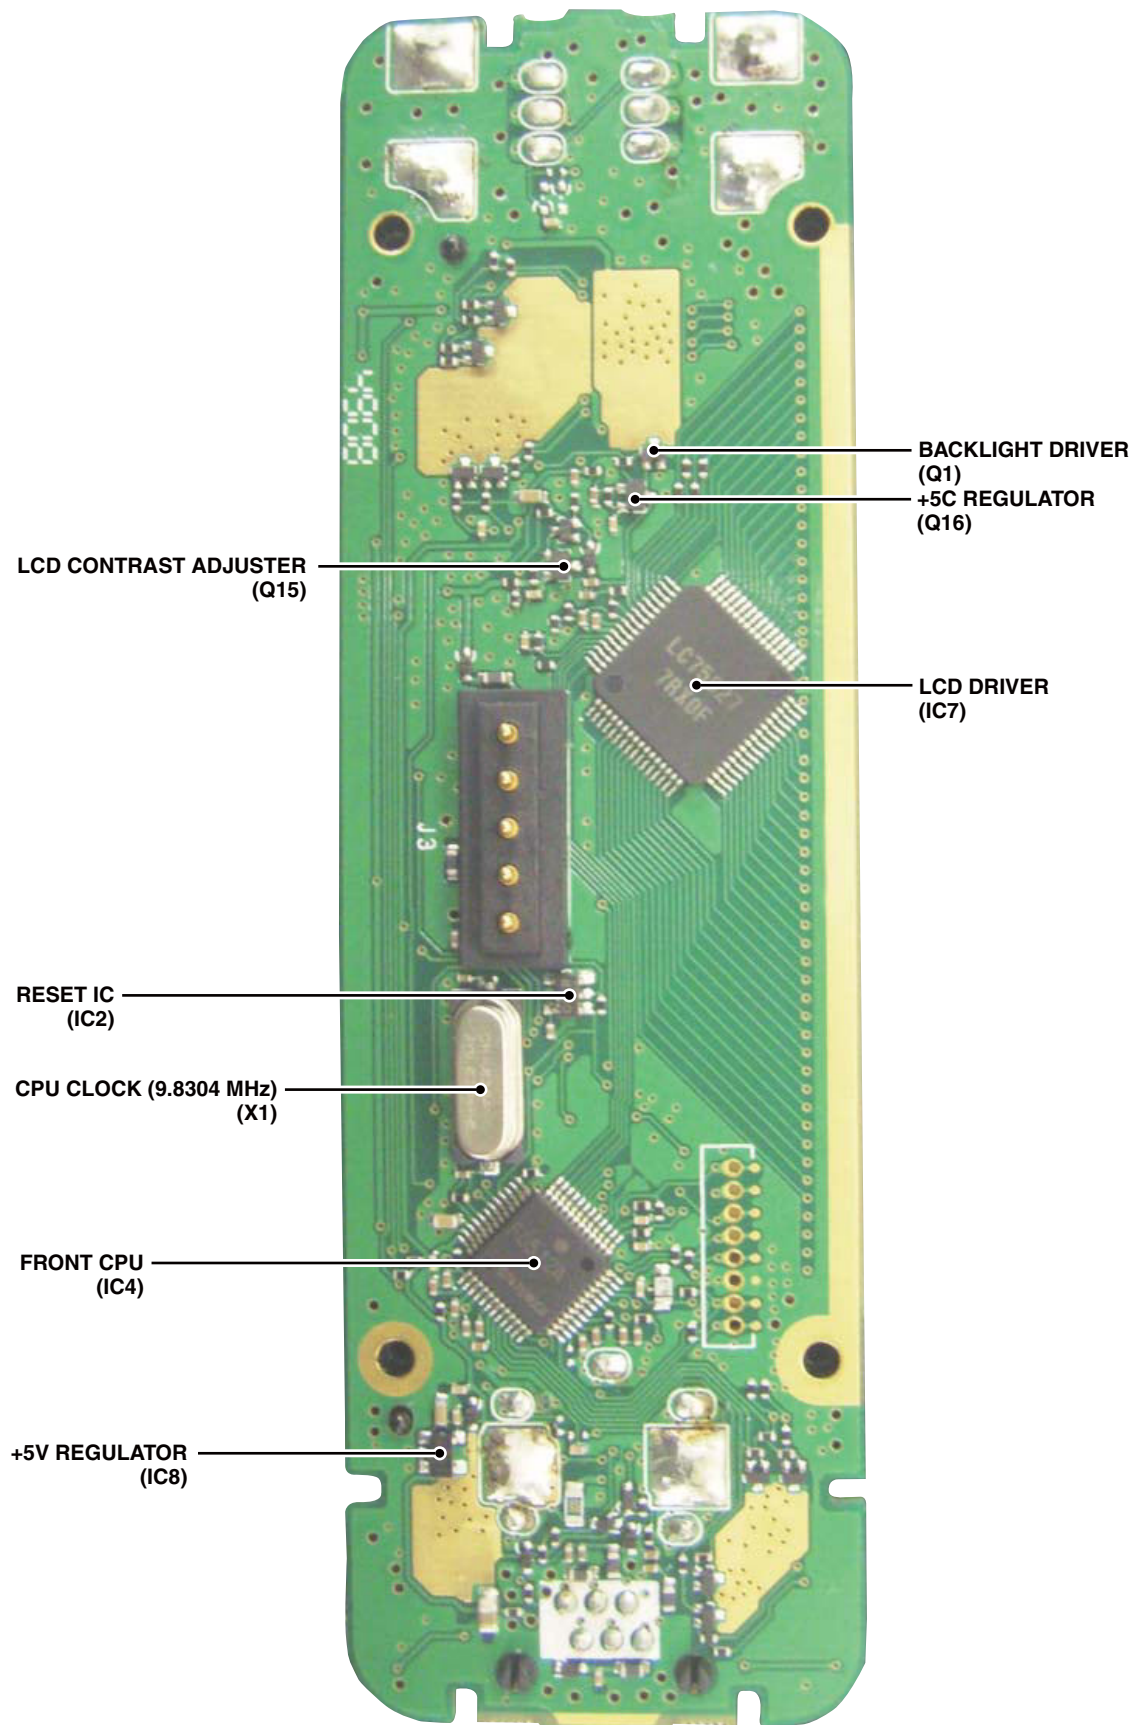 BACKLIGHT DRIVER
(Q1)
+5C REGULATOR
(Q16)
LCD CONTRAST ADJUSTER
(Q15)
LCD DRIVER
(IC7)
7RX0F
J3
RESET IC
(IC2)
CPU CLOCK (9.8304 MHz)
(X1)
FRONT CPU
(IC4)
+5V REGULATOR
(IC8)